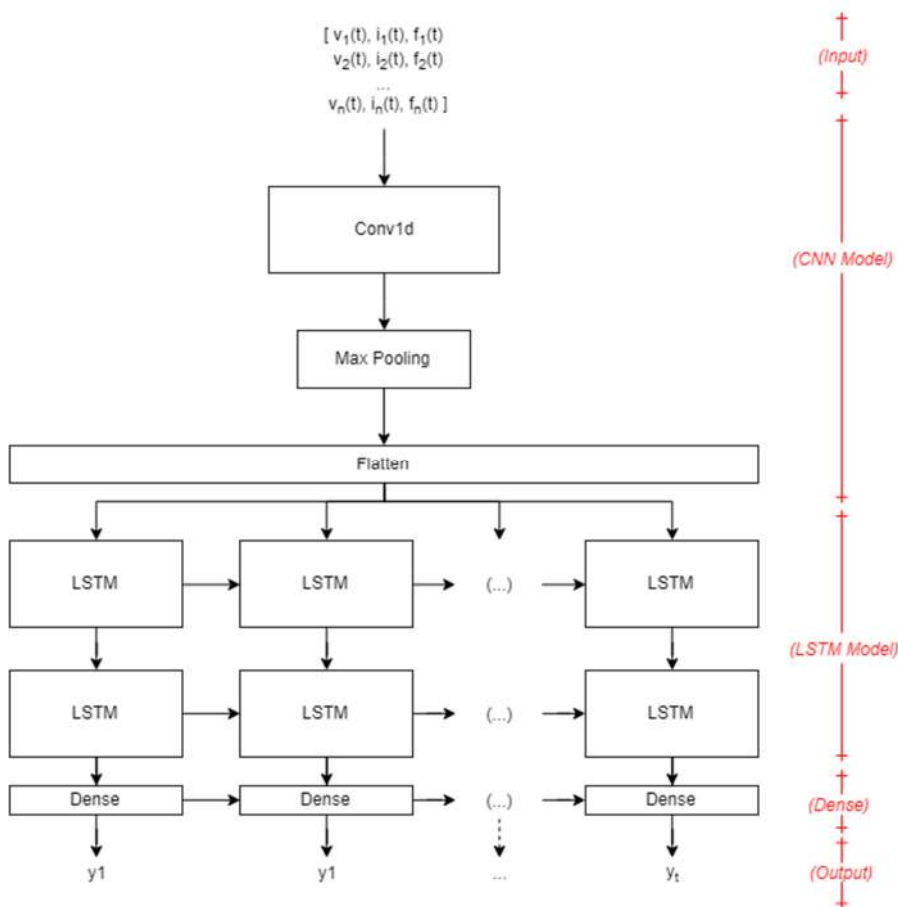 [ v₁(t), i₁(t), f₁(t)
(Input)
v₂(t), i₂(t), f₂(t)
...
vₙ(t), iₙ(t), fₙ(t) ]
Conv1d
(CNN Model)
Max Pooling
Flatten
LSTM LSTM (...) LSTM
(LSTM Model)
LSTM LSTM (...) LSTM
Dense Dense (...) Dense
(Dense)
y1 y1 ... yₜ
(Output)